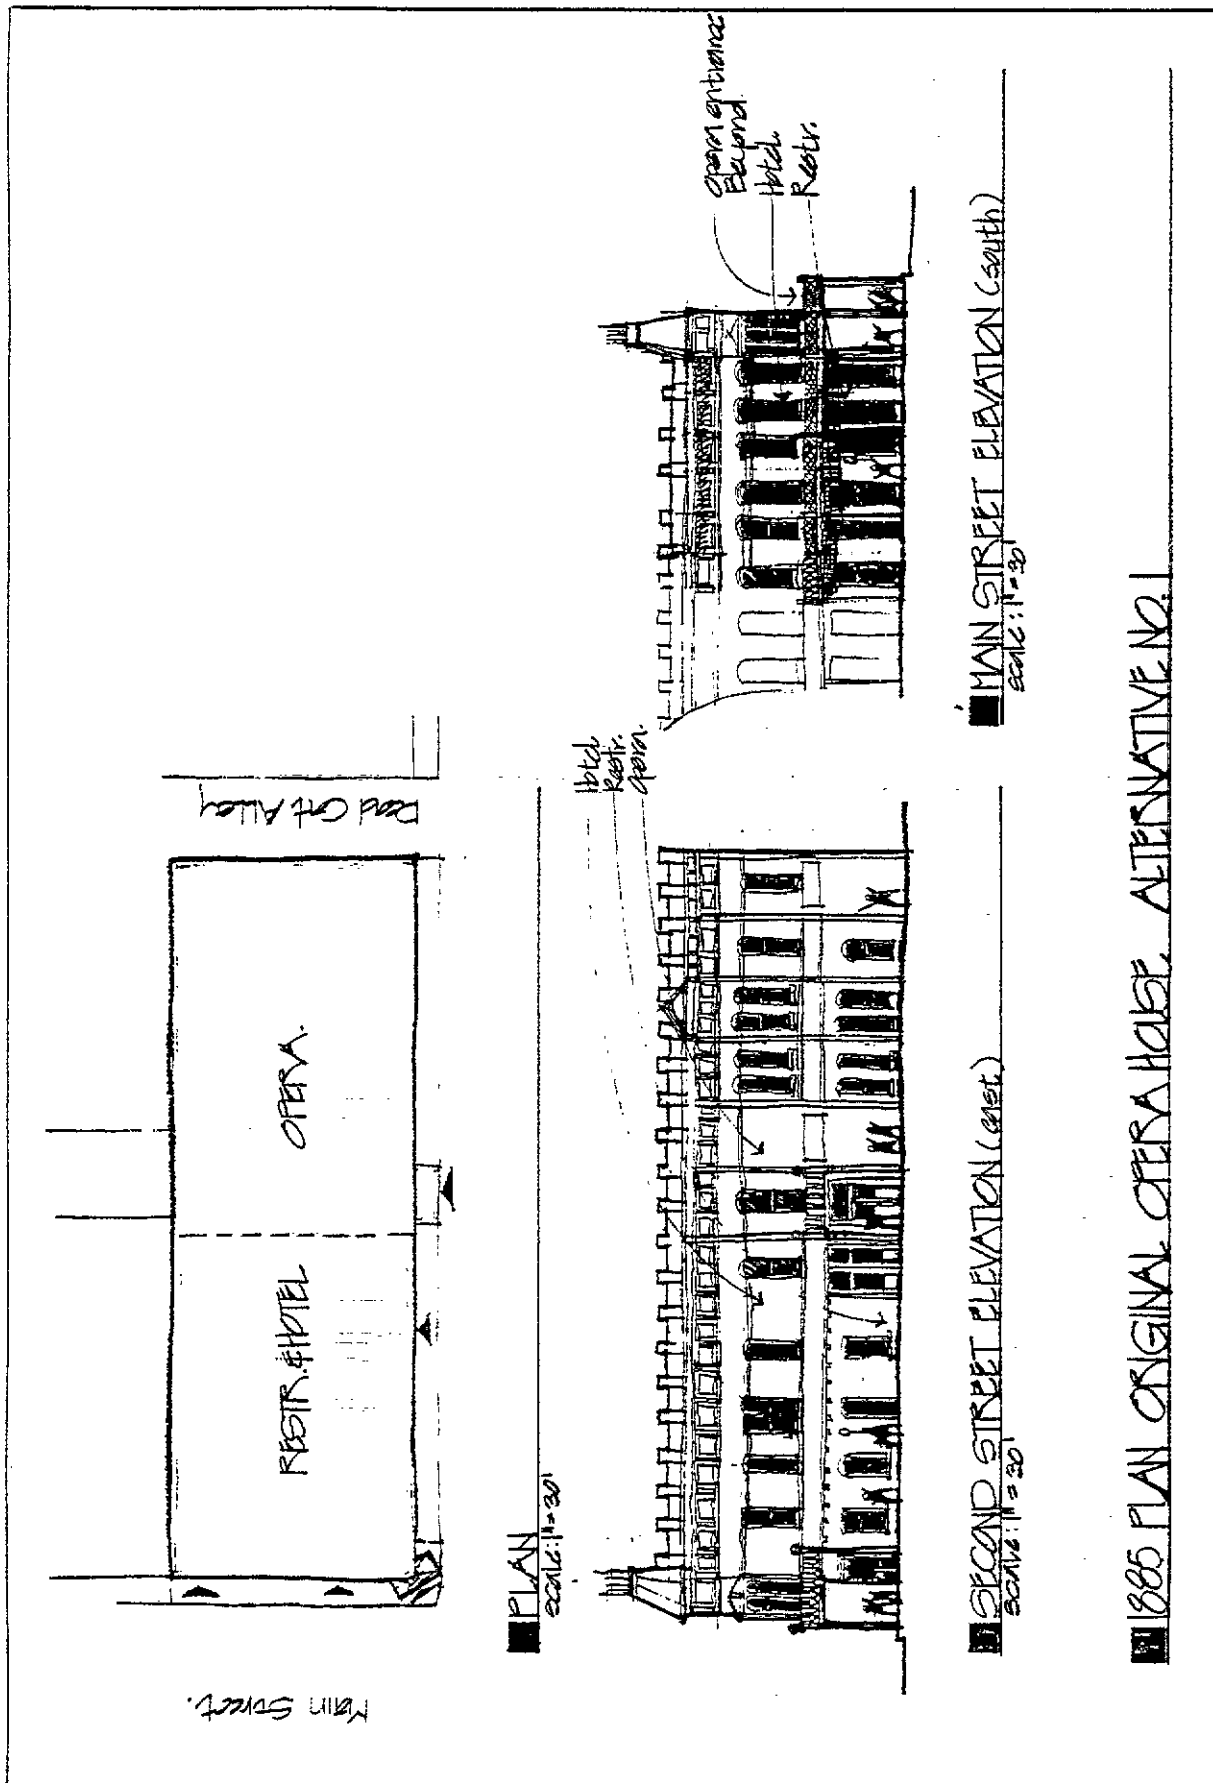 Main Street.
RESTR. & HOTEL
OPERA.
Dead Cat Alley
PLAN
scale: 1" = 30'
Hotel
Restr.
Opera.
SECOND STREET ELEVATION (east.)
scale: 1" = 30'
Opera entrance
Beyond.
Hotel.
Restr.
MAIN STREET ELEVATION (south)
scale: 1" = 30'
1885 PLAN ORIGINAL OPERA HOUSE, ALTERNATIVE NO. 1